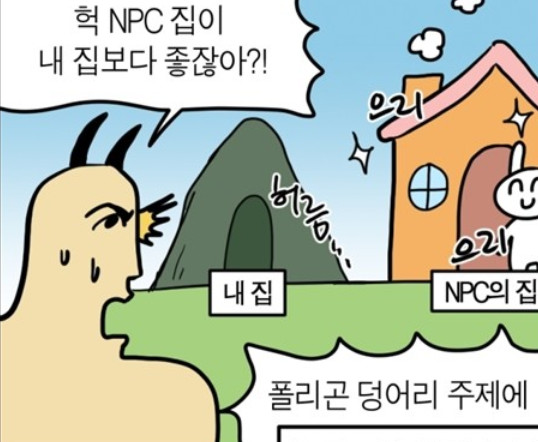 헉 NPC 집이
내 집보다 좋잖아?!
으리
허름...
으리
내 집
NPC의 집
폴리곤 덩어리 주제에